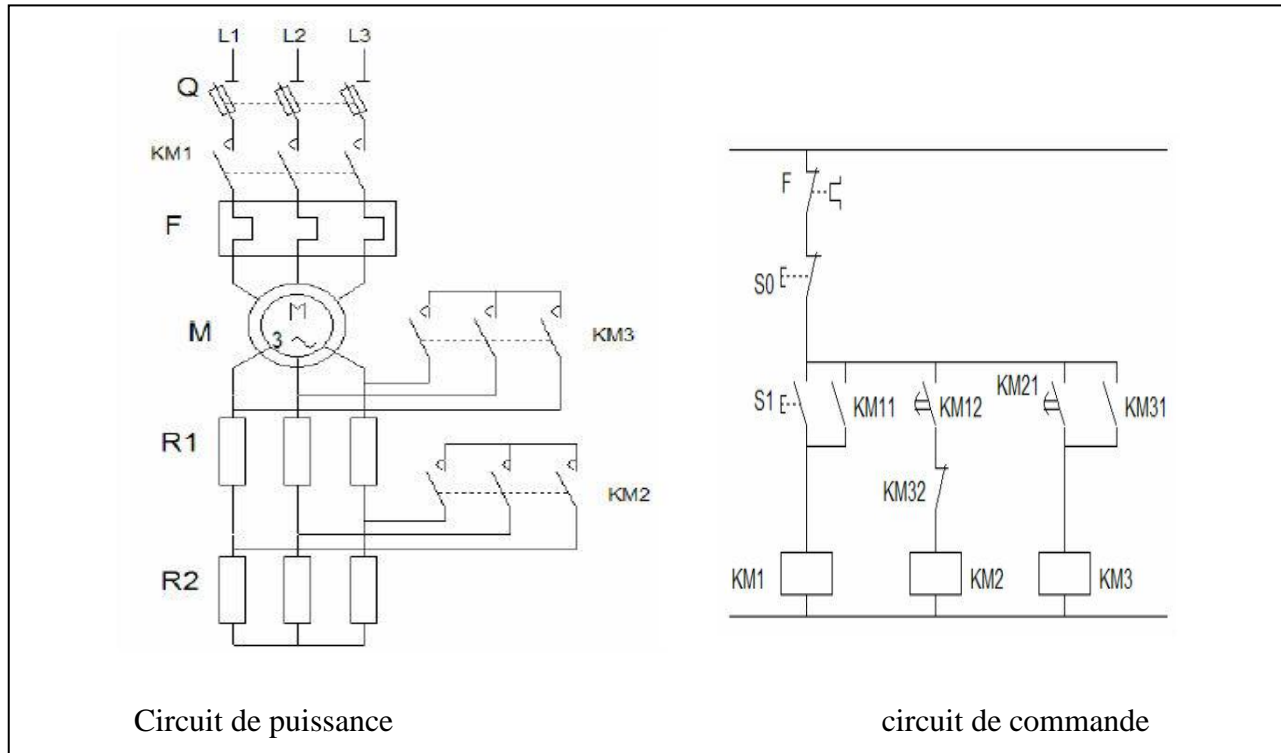 L1 L2 L3
Q
KM1
F
M
M
3
KM3
R1
KM2
R2
F
S0
S1
KM11
KM12
KM21
KM31
KM32
KM1
KM2
KM3
Circuit de puissance
circuit de commande